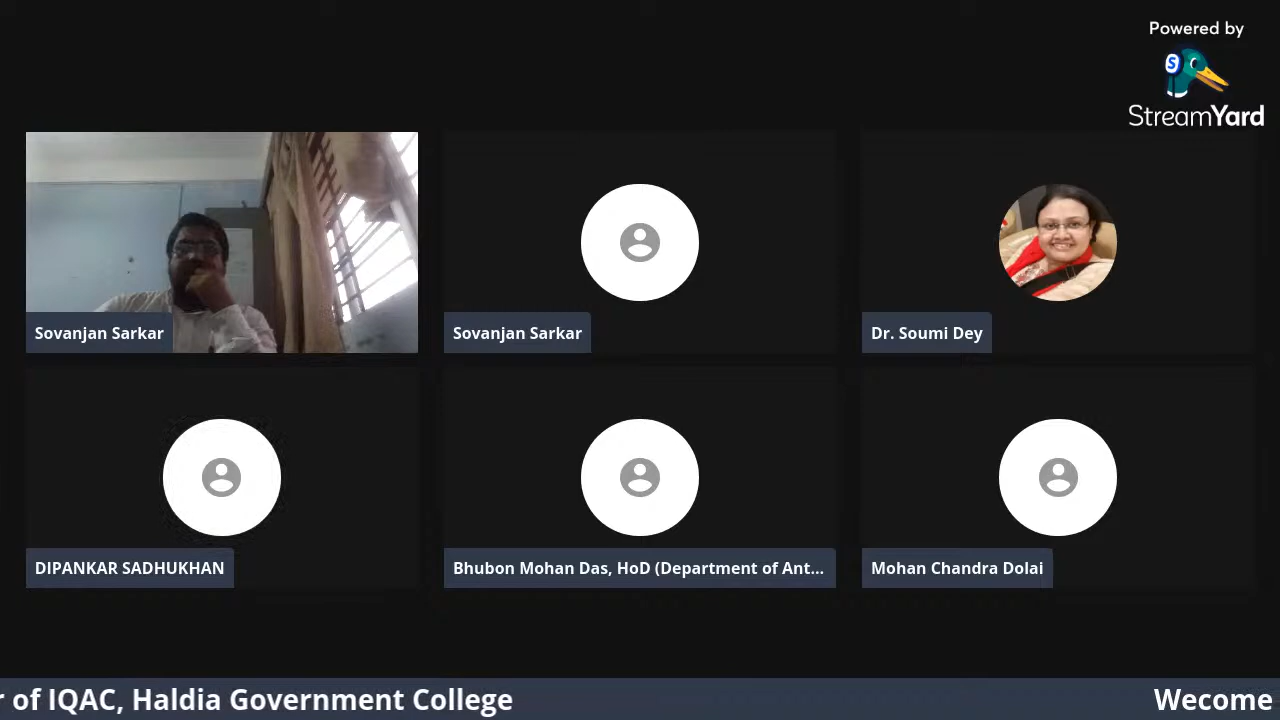 Powered by
S
StreamYard
Sovanjan Sarkar
Sovanjan Sarkar
Dr. Soumi Dey
DIPANKAR SADHUKHAN
Bhubon Mohan Das, HoD (Department of Ant...
Mohan Chandra Dolai
r of IQAC, Haldia Government College
Wecome